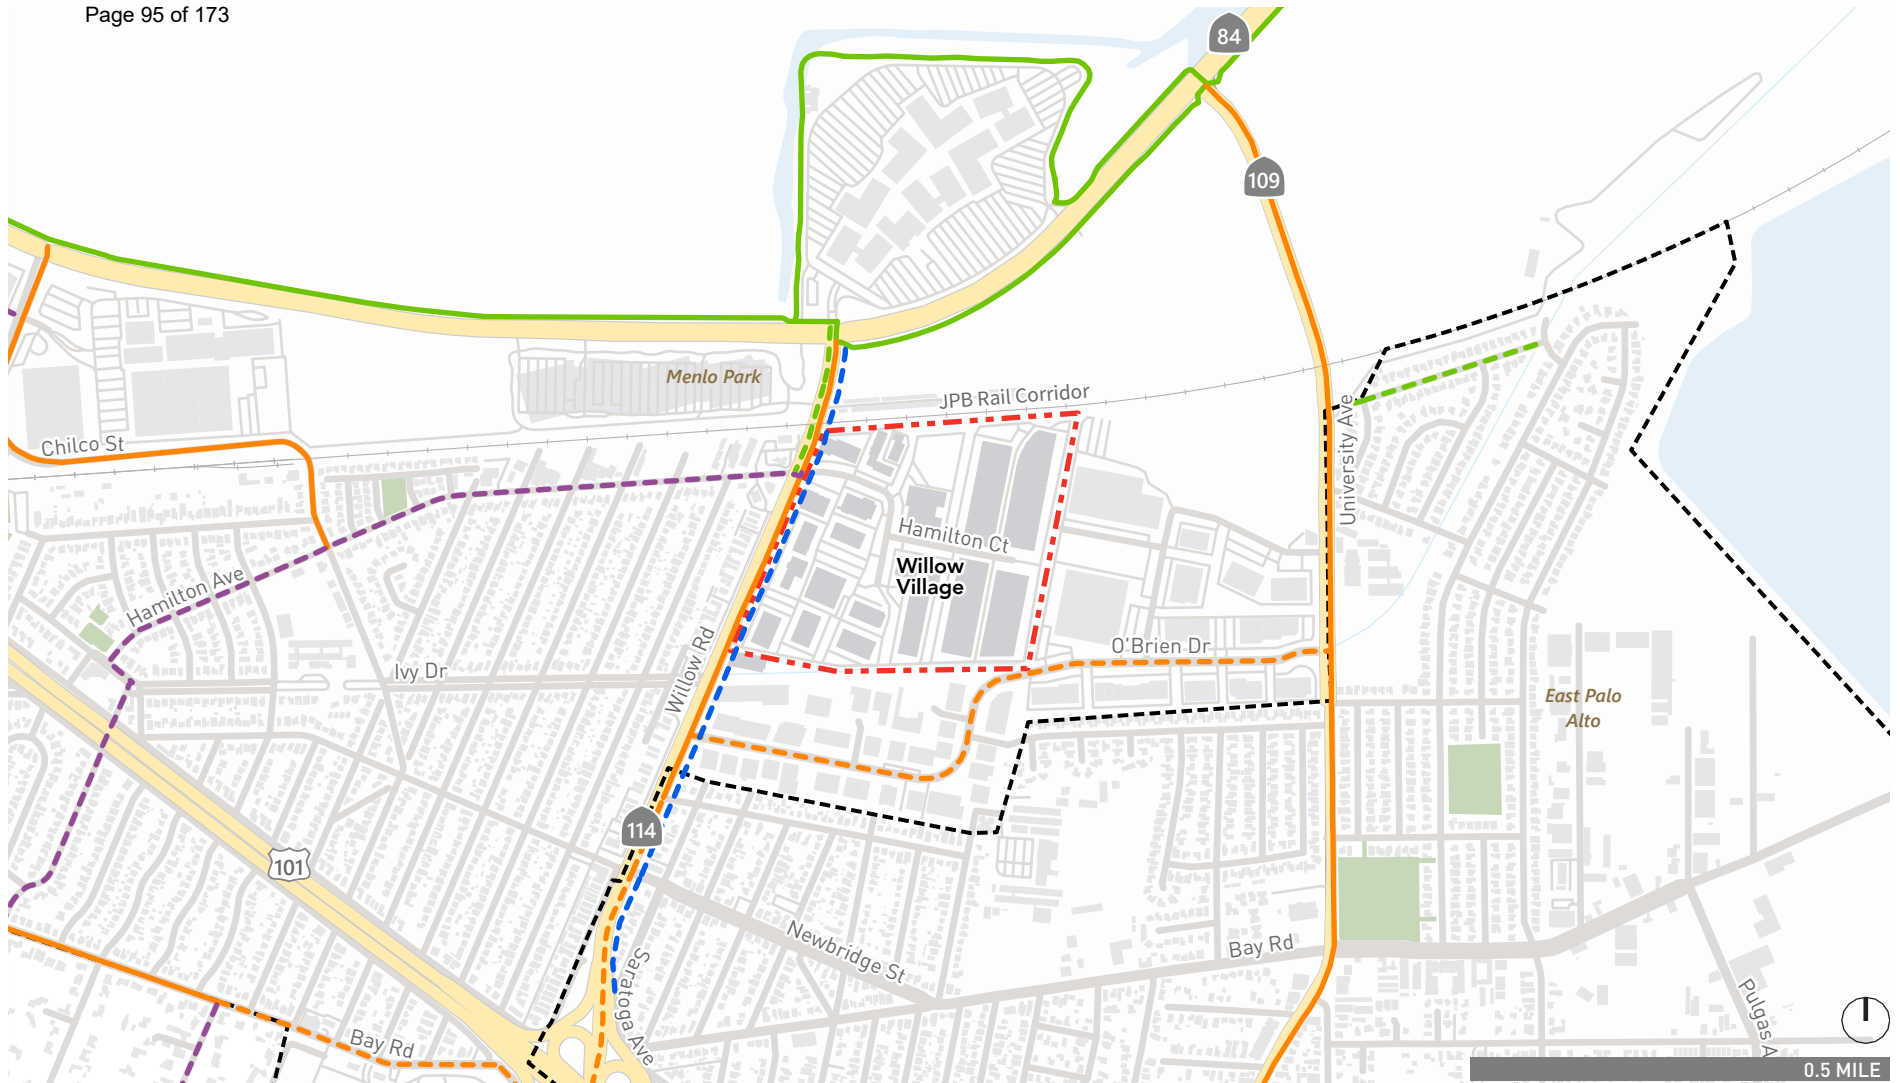 Page 95 of 173
84
109
Menlo Park
JPB Rail Corridor
Chilco St
University Ave
Hamilton Ct
Willow
Village
Hamilton Ave
O'Brien Dr
Ivy Dr
Willow Rd
East Palo
Alto
114
101
Newbridge St
Bay Rd
Saratoga Ave
Pulgas A
Bay Rd
0.5 MILE